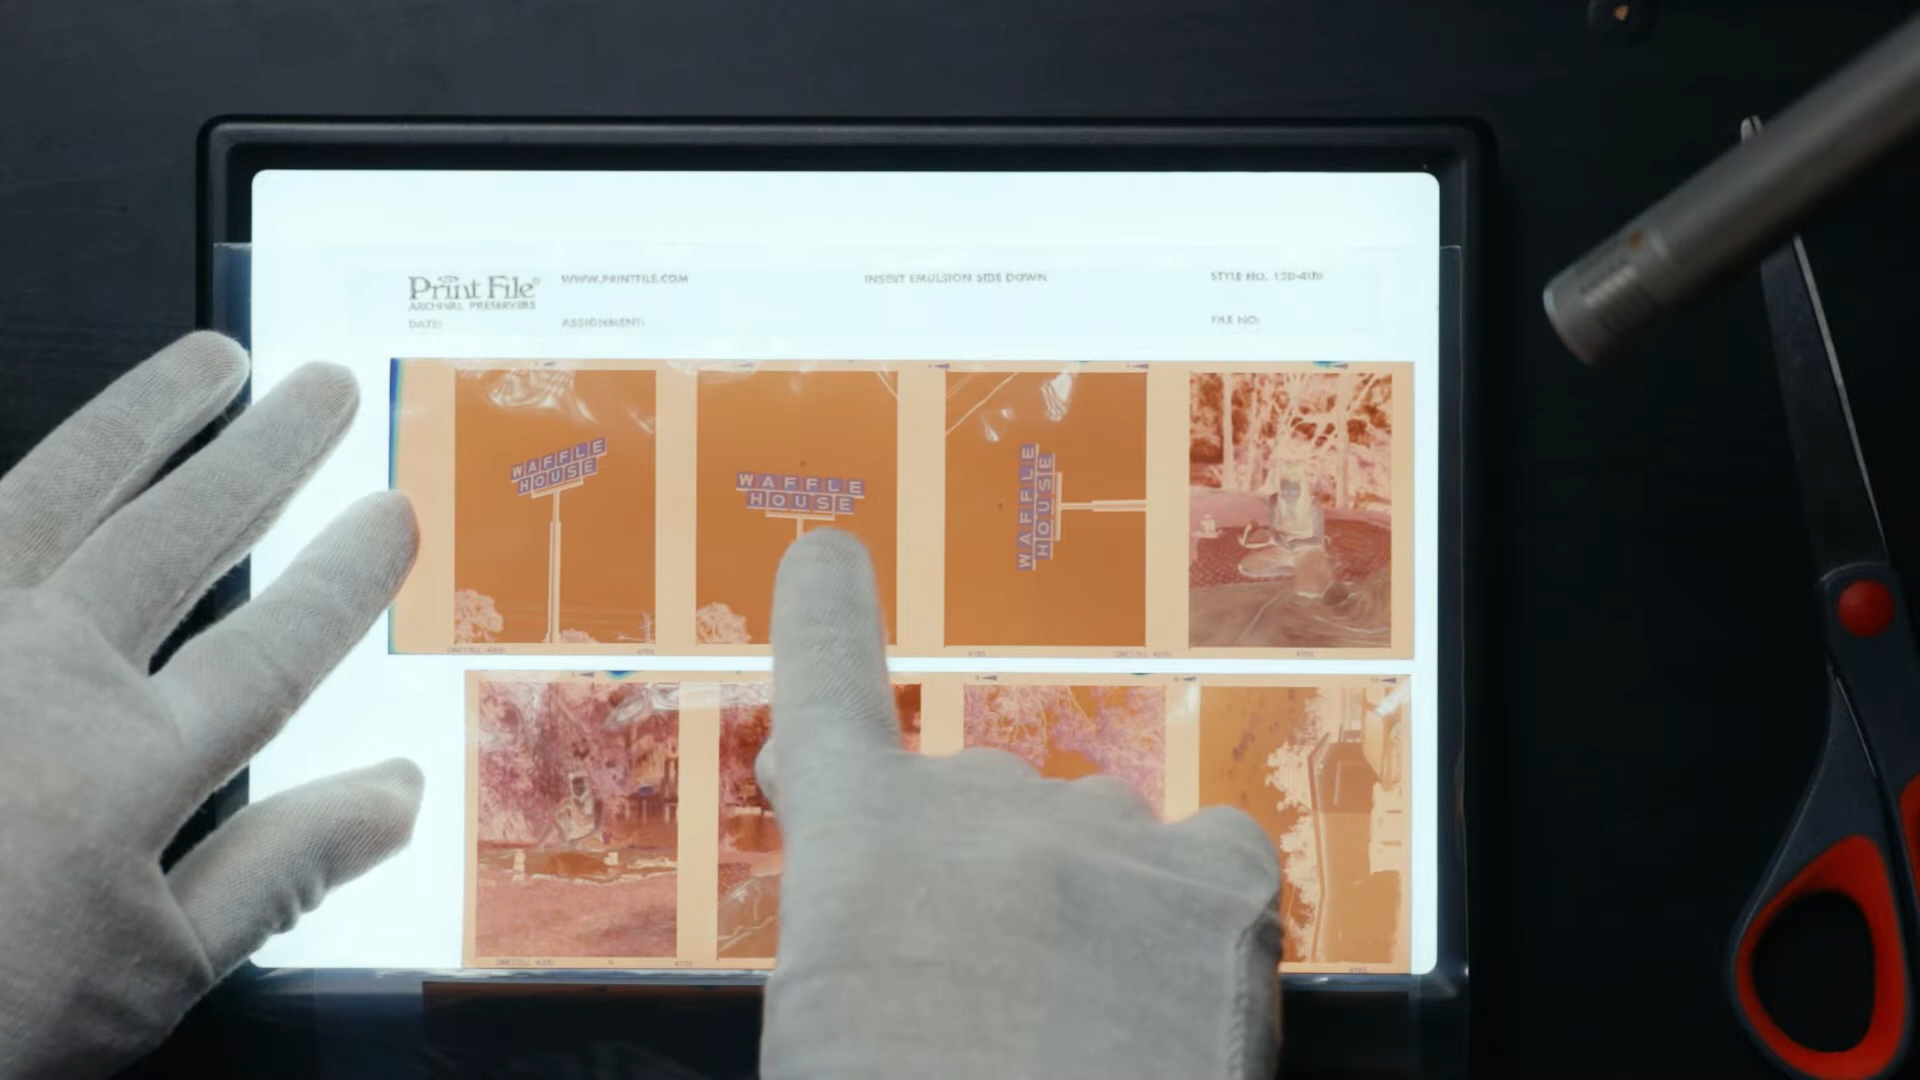 Print File®
ARCHIVAL PRESERVERS
WWW.PRINTFILE.COM
INSERT EMULSION SIDE DOWN
STYLE NO. 120-4UB
DATE:
ASSIGNMENT:
FILE NO:
WAFFLE
HOUSE
WAFFLE
HOUSE
WAFFLE
HOUSE